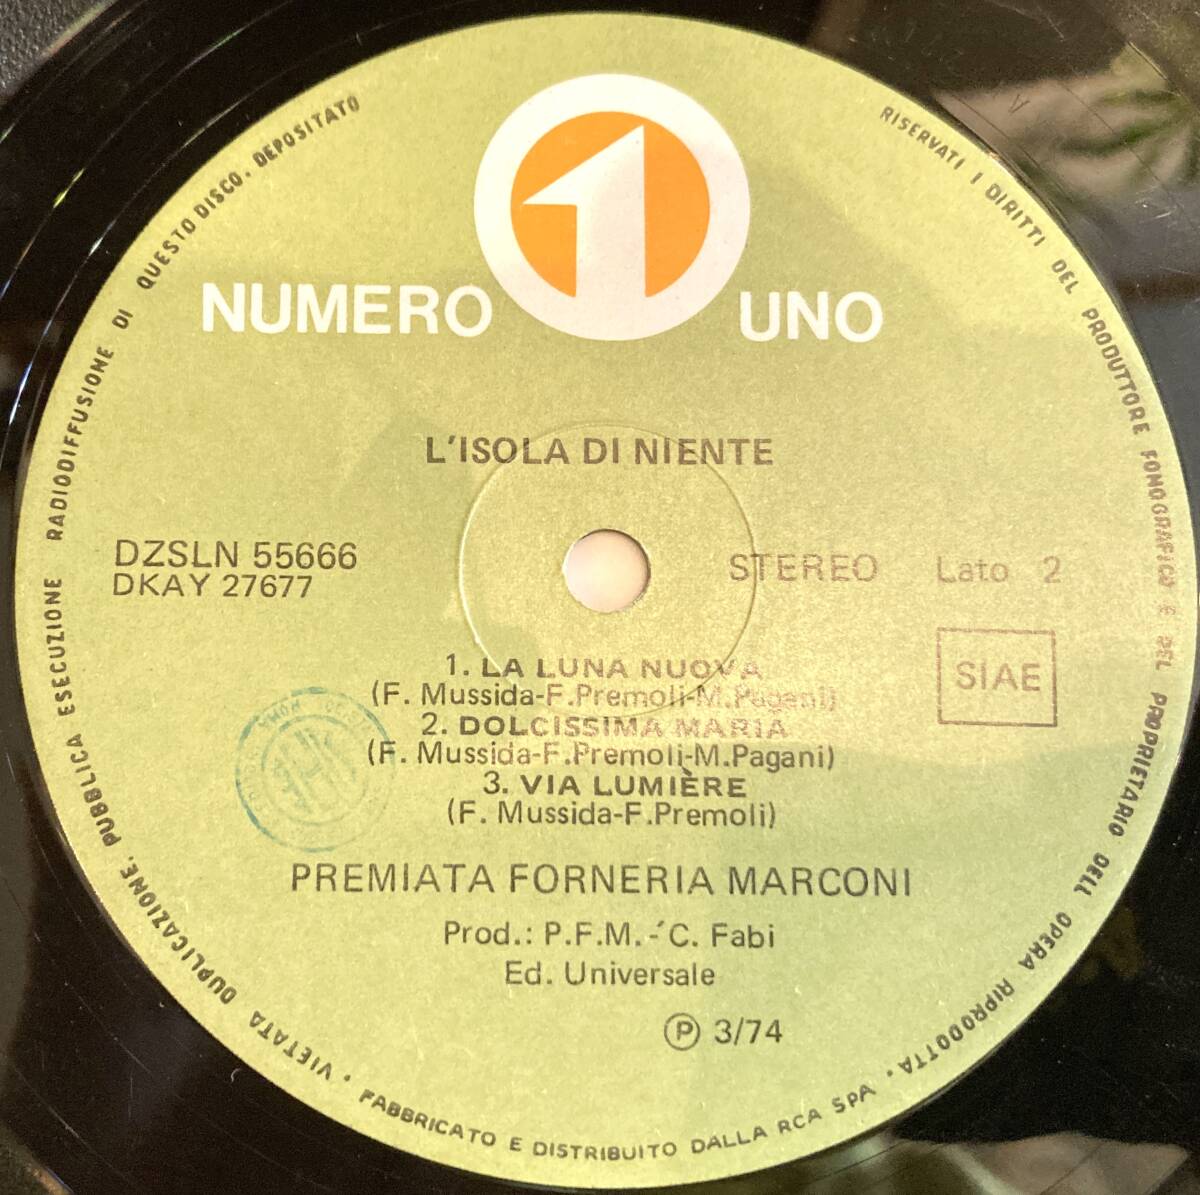 NUMERO 1 UNO
L'ISOLA DI NIENTE
DZSLN 55666
DKAY 27677
STEREO Lato 2
SIAE
1. LA LUNA NUOVA
(F. Mussida-F.Premoli-M.Pagani)
2. DOLCISSIMA MARIA
(F. Mussida-F.Premoli-M.Pagani)
3. VIA LUMIÈRE
(F. Mussida-F.Premoli)
PREMIATA FORNERIA MARCONI
Prod.: P.F.M.-´C. Fabi
Ed. Universale
Ⓟ 3/74
RISERVATI I DIRITTI DEL PRODUTTORE FONOGRAFICO E DEL PROPRIETARIO DELL OPERA RIPRODOTTA. VIETATA DUPLICAZIONE, PUBBLICA ESECUZIONE RADIODIFFUSIONE DI QUESTO DISCO. DEPOSITATO
• FABBRICATO E DISTRIBUITO DALLA RCA SPA •
ROMA